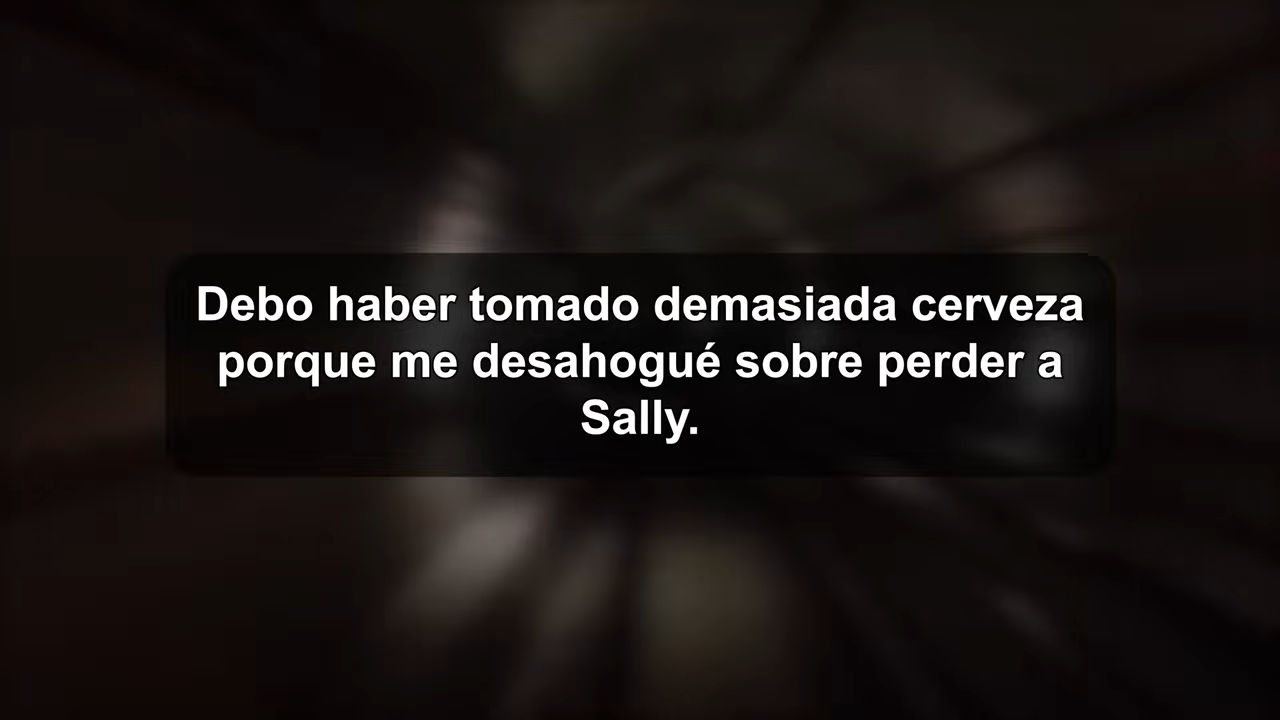 Debo haber tomado demasiada cerveza
porque me desahogué sobre perder a
Sally.